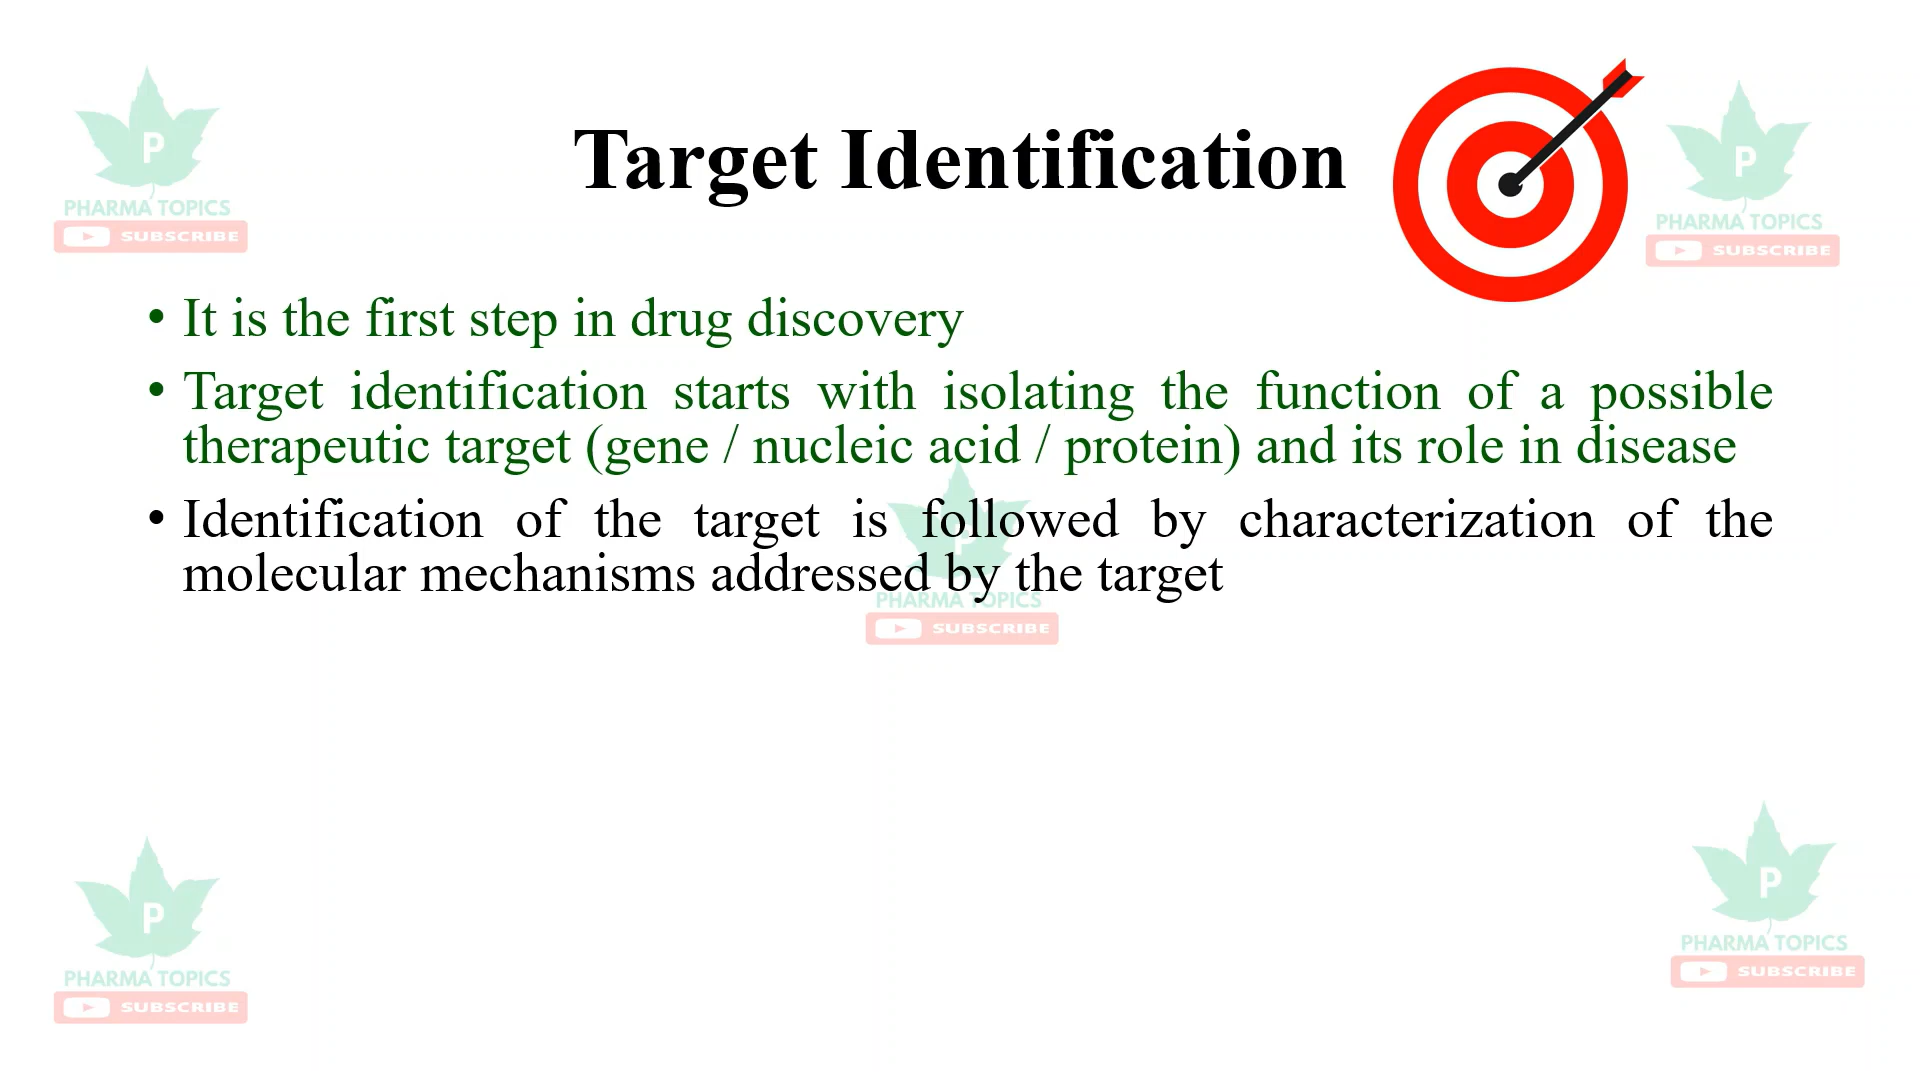 Target Identification
P
PHARMA TOPICS
SUBSCRIBE
P
PHARMA TOPICS
SUBSCRIBE
• It is the first step in drug discovery
• Target identification starts with isolating the function of a possible
therapeutic target (gene / nucleic acid / protein) and its role in disease
• Identification of the target is followed by characterization of the
molecular mechanisms addressed by the target
P
PHARMA TOPICS
SUBSCRIBE
P
PHARMA TOPICS
SUBSCRIBE
P
PHARMA TOPICS
SUBSCRIBE